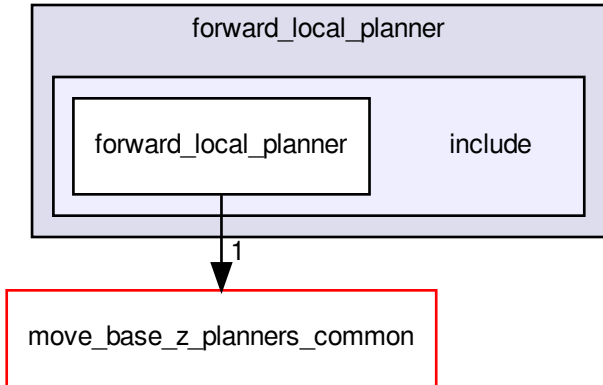 forward_local_planner
forward_local_planner
include
1
move_base_z_planners_common